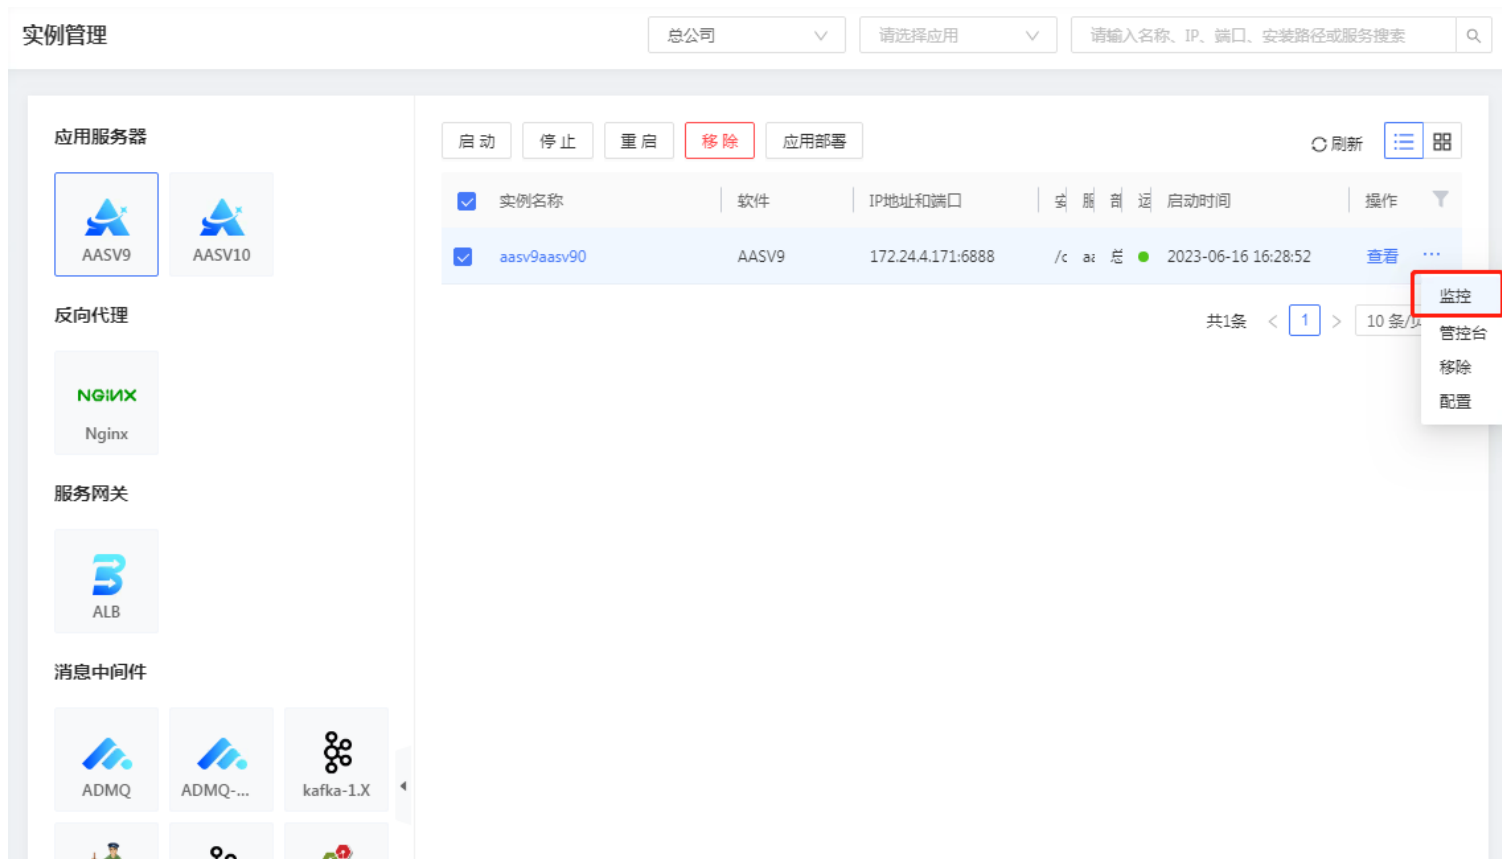 实例管理
总公司
请选择应用
请输入名称、IP、端口、安装路径或服务搜索
应用服务器
AASV9
AASV10
反向代理
NGINX
Nginx
服务网关
ALB
消息中间件
ADMQ
ADMQ-...
kafka-1.X
启动
停止
重启
移除
应用部署
刷新
实例名称
软件
IP地址和端口
启动时间
操作
aasv9aasv90
AASV9
172.24.4.171:6888
2023-06-16 16:28:52
查看
...
监控
管控台
移除
配置
共1条
<
1
>
10 条/